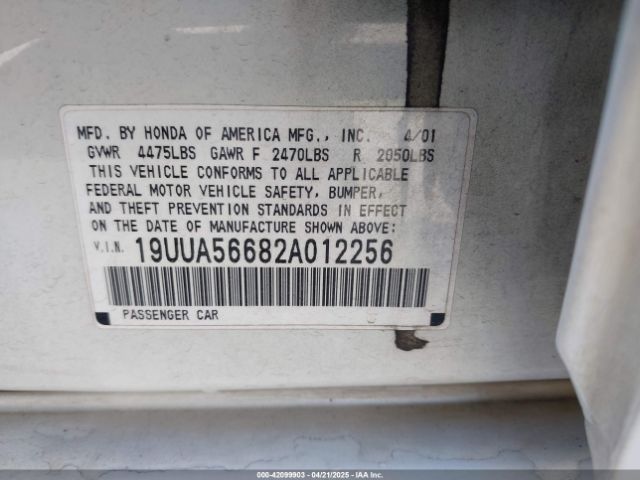 MFD. BY HONDA OF AMERICA MFG., INC. 4/01
GVWR 4475LBS GAWR F 2470LBS R 2050LBS
THIS VEHICLE CONFORMS TO ALL APPLICABLE
FEDERAL MOTOR VEHICLE SAFETY, BUMPER,
AND THEFT PREVENTION STANDARDS IN EFFECT
ON THE DATE OF MANUFACTURE SHOWN ABOVE:
V.I.N. 19UUA56682A012256
PASSENGER CAR
000-42099903 - 04/21/2025 - IAA Inc.